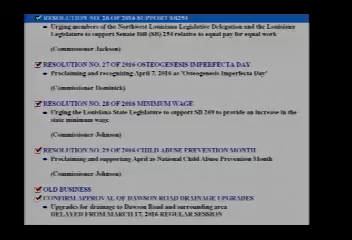 RESOLUTION NO. 26 OF 2016 SUPPORT SB254
Urging members of the Northwest Louisiana Legislative Delegation and the Louisiana
Legislature to support Senate Bill (SB) 254 relative to equal pay for equal work
(Commissioner Jackson)
RESOLUTION NO. 27 OF 2016 OSTEOGENESIS IMPERFECTA DAY
Proclaiming and recognizing April 7, 2016 as 'Osteogenesis Imperfecta Day'
(Commissioner Dominick)
RESOLUTION NO. 28 OF 2016 MINIMUM WAGE
Urging the Louisiana State Legislature to support SB 269 to provide an increase in the
state minimum wage
(Commissioner Johnson)
RESOLUTION NO. 29 OF 2016 CHILD ABUSE PREVENTION MONTH
Proclaiming and supporting April as National Child Abuse Prevention Month
(Commissioner Johnson)
OLD BUSINESS
CONFIRM APPROVAL OF DAWSON ROAD DRAINAGE UPGRADES
Upgrades for drainage to Dawson Road and surrounding area
DELAYED FROM MARCH 17, 2016 REGULAR SESSION